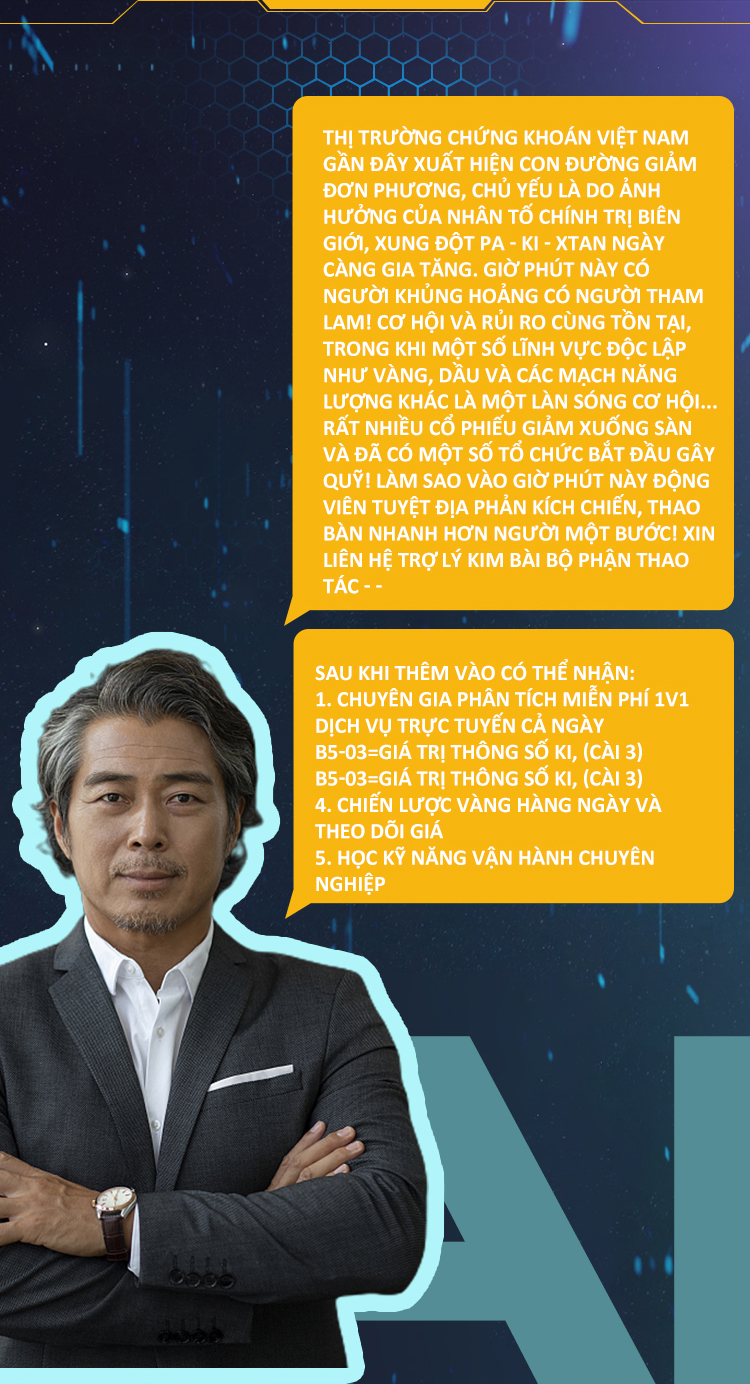 THỊ TRƯỜNG CHỨNG KHOÁN VIỆT NAM
GẦN ĐÂY XUẤT HIỆN CON ĐƯỜNG GIẢM
ĐƠN PHƯƠNG, CHỦ YẾU LÀ DO ẢNH
HƯỞNG CỦA NHÂN TỐ CHÍNH TRỊ BIÊN
GIỚI, XUNG ĐỘT PA - KI - XTAN NGÀY
CÀNG GIA TĂNG. GIỜ PHÚT NÀY CÓ
NGƯỜI KHỦNG HOẢNG CÓ NGƯỜI THAM
LAM! CƠ HỘI VÀ RỦI RO CÙNG TỒN TẠI,
TRONG KHI MỘT SỐ LĨNH VỰC ĐỘC LẬP
NHƯ VÀNG, DẦU VÀ CÁC MẠCH NĂNG
LƯỢNG KHÁC LÀ MỘT LÀN SÓNG CƠ HỘI...
RẤT NHIỀU CỔ PHIẾU GIẢM XUỐNG SÀN
VÀ ĐÃ CÓ MỘT SỐ TỔ CHỨC BẮT ĐẦU GÂY
QUỸ! LÀM SAO VÀO GIỜ PHÚT NÀY ĐỘNG
VIÊN TUYỆT ĐỊA PHẢN KÍCH CHIẾN, THAO
BÀN NHANH HƠN NGƯỜI MỘT BƯỚC! XIN
LIÊN HỆ TRỢ LÝ KIM BÀI BỘ PHẬN THAO
TÁC - -
SAU KHI THÊM VÀO CÓ THỂ NHẬN:
1. CHUYÊN GIA PHÂN TÍCH MIỄN PHÍ 1V1
DỊCH VỤ TRỰC TUYẾN CẢ NGÀY
B5-03=GIÁ TRỊ THÔNG SỐ KI, (CÀI 3)
B5-03=GIÁ TRỊ THÔNG SỐ KI, (CÀI 3)
4. CHIẾN LƯỢC VÀNG HÀNG NGÀY VÀ
THEO DÕI GIÁ
5. HỌC KỸ NĂNG VẬN HÀNH CHUYÊN
NGHIỆP
AI